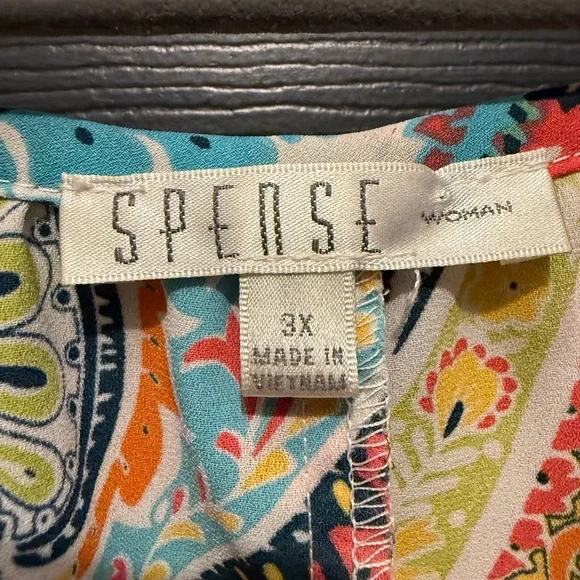 SPENSE WOMAN
3X
MADE IN
VIETNAM